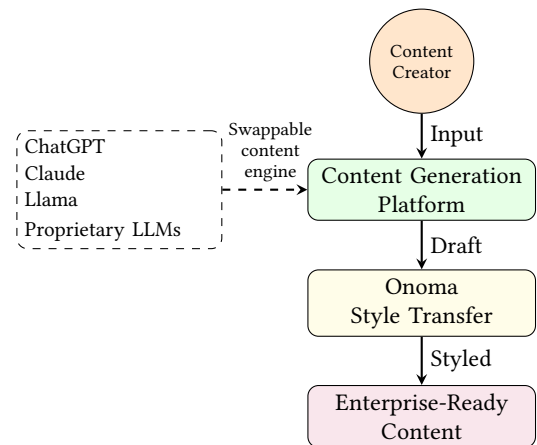 Content
Creator
Input
Swappable
content
engine
ChatGPT
Claude
Llama
Proprietary LLMs
Content Generation
Platform
Draft
Onoma
Style Transfer
Styled
Enterprise-Ready
Content